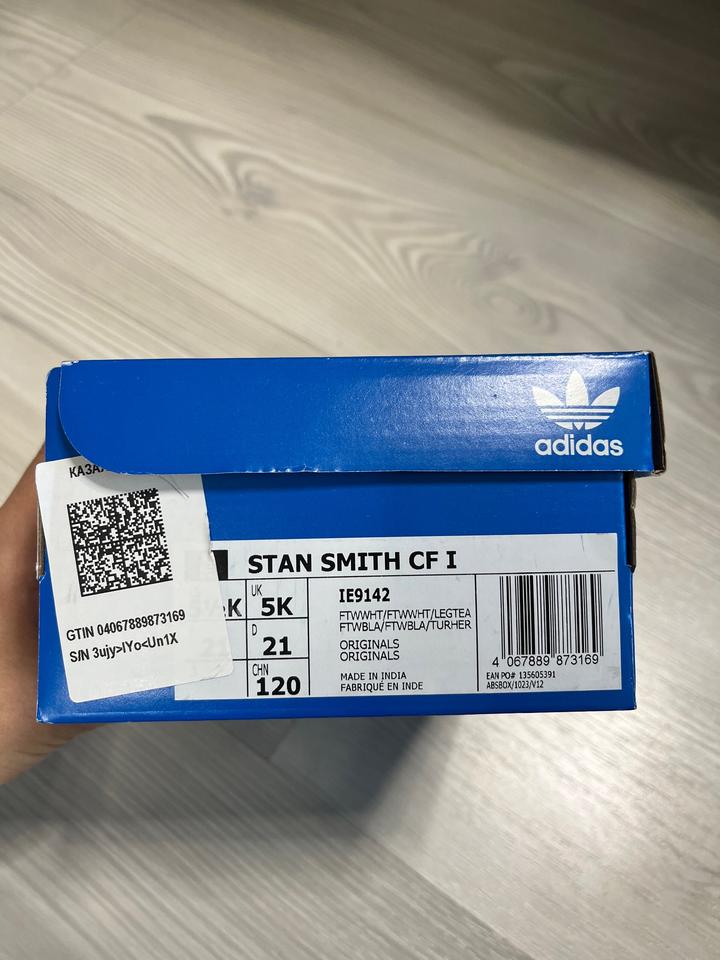 adidas
GTIN 04067889873169
S/N 3ujy>lYo<Un1X
STAN SMITH CF I
UK
5K
D
21
CHN
120
IE9142
FTWWHT/FTWWHT/LEGTEA
FTWBLA/FTWBLA/TURHER
ORIGINALS
ORIGINALS
MADE IN INDIA
FABRIQUÉ EN INDE
4 067889 873169
EAN PO# 135605391
ABSBOX/1023/V12